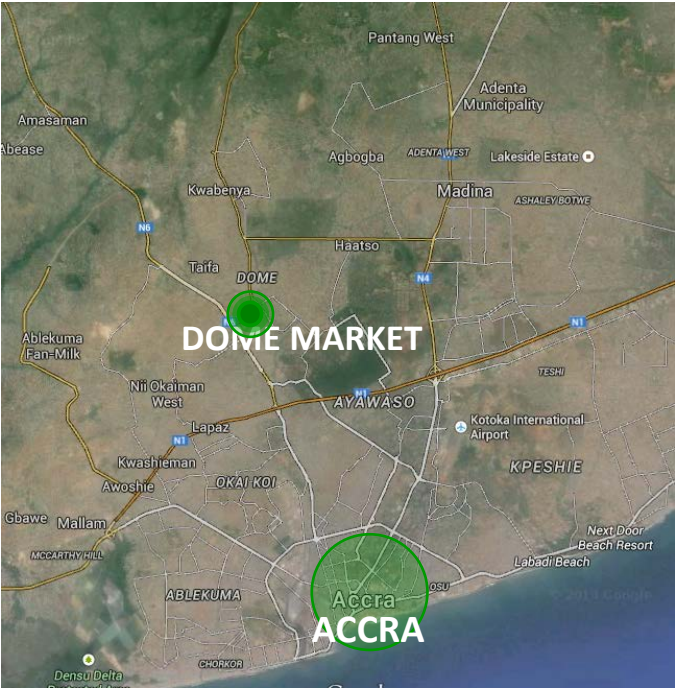 Pantang West
Adenta
Municipality
Amasaman
Abease
Agbogba
ADENTA WEST
Lakeside Estate
Kwabenya
Madina
ASHALEY BOTWE
N6
Haatso
Taifa
DOME
N4
N1
DOME MARKET
Ablekuma
Fan-Milk
TESHI
Nii Okaiman
West
N1
AYAWASO
Lapaz
N1
Kotoka International
Airport
Kwashieman
KPESHIE
Awoshie
OKAI KOI
Gbawe
Mallam
Next Door
Beach Resort
MCCARTHY HILL
Labadi Beach
OSU
ABLEKUMA
Accra
ACCRA
CHORKOR
Densu Delta